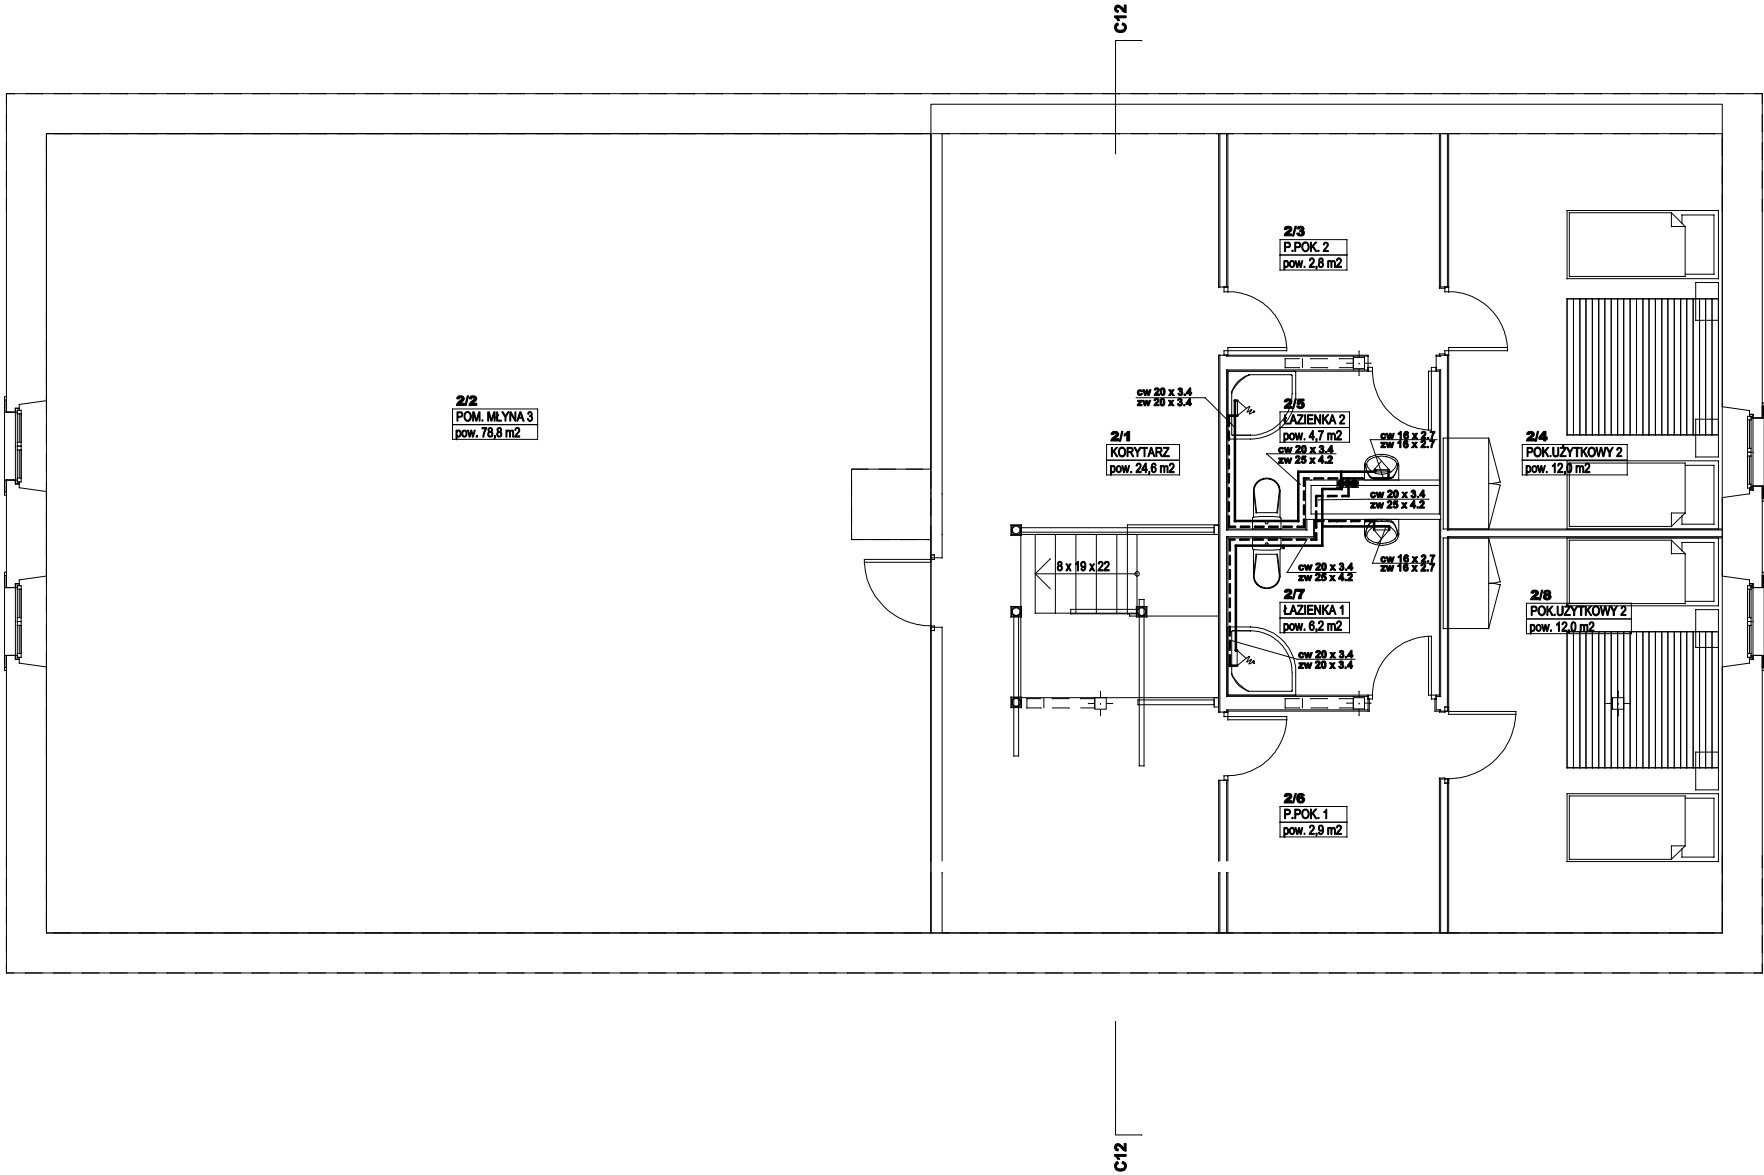 C12
2/3
P.POK. 2
pow. 2,8 m2
2/2
POM. MŁYNA 3
pow. 78,8 m2
cw 20 x 3.4
zw 20 x 3.4
2/5
ŁAZIENKA 2
pow. 4,7 m2
2/1
KORYTARZ
pow. 24,6 m2
cw 16 x 2.7
zw 16 x 2.7
cw 20 x 3.4
zw 25 x 4.2
2/4
POK.UŻYTKOWY 2
pow. 12,0 m2
cw 20 x 3.4
zw 25 x 4.2
8 x 19 x 22
cw 20 x 3.4
zw 25 x 4.2
cw 16 x 2.7
zw 16 x 2.7
2/7
ŁAZIENKA 1
pow. 6,2 m2
2/8
POK.UŻYTKOWY 2
pow. 12,0 m2
cw 20 x 3.4
zw 20 x 3.4
2/6
P.POK. 1
pow. 2,9 m2
C12